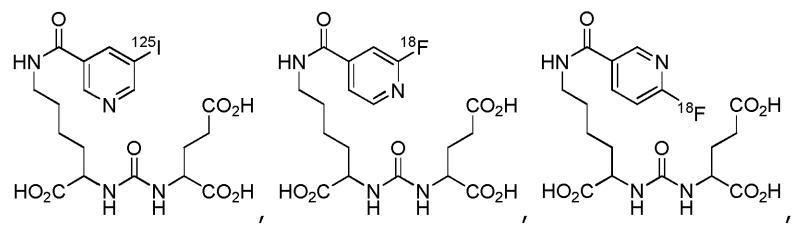 O ¹²⁵I HN N CO₂H O HO₂C N H N H CO₂H ,
O ¹⁸F HN N CO₂H O HO₂C N H N H CO₂H ,
O HN N ¹⁸F CO₂H O HO₂C N H N H CO₂H ,